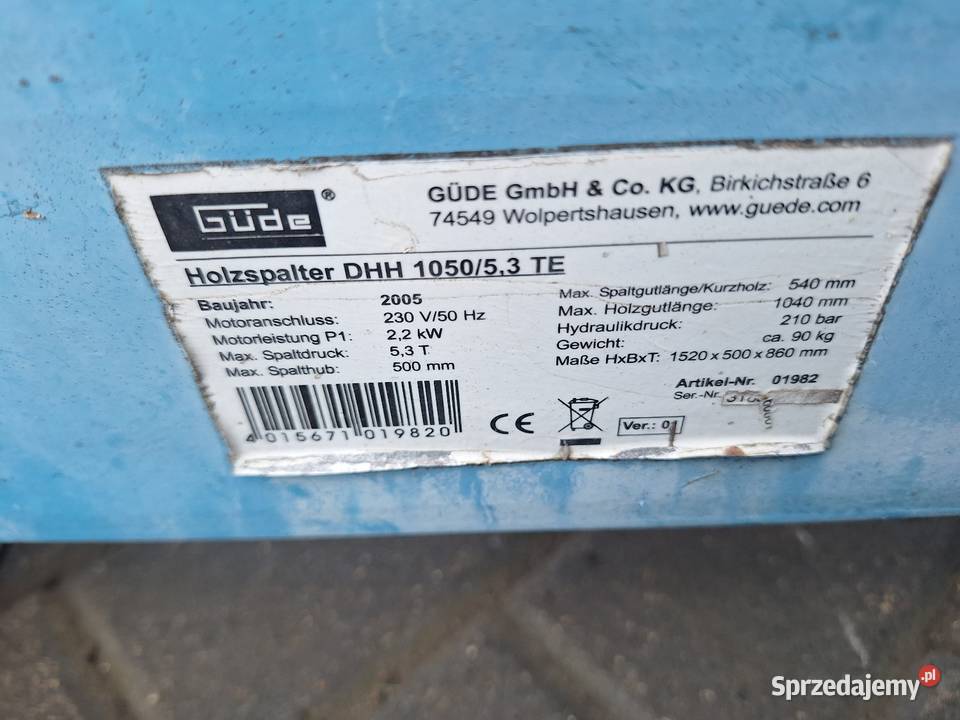 Güde®
GÜDE GmbH & Co. KG, Birkichstraße 6
74549 Wolpertshausen, www.guede.com
Holzspalter DHH 1050/5,3 TE
Baujahr: 2005
Motoranschluss: 230 V/50 Hz
Motorleistung P1: 2,2 kW
Max. Spaltdruck: 5,3 T
Max. Spalthub: 500 mm
Max. Spaltgutlänge/Kurzholz: 540 mm
Max. Holzgutlänge: 1040 mm
Hydraulikdruck: 210 bar
Gewicht: ca. 90 kg
Maße HxBxT: 1520 x 500 x 860 mm
Artikel-Nr. 01982
Ser.-Nr.
4 015671 019820
CE
Ver.: 01
Sprzedajemy.pl